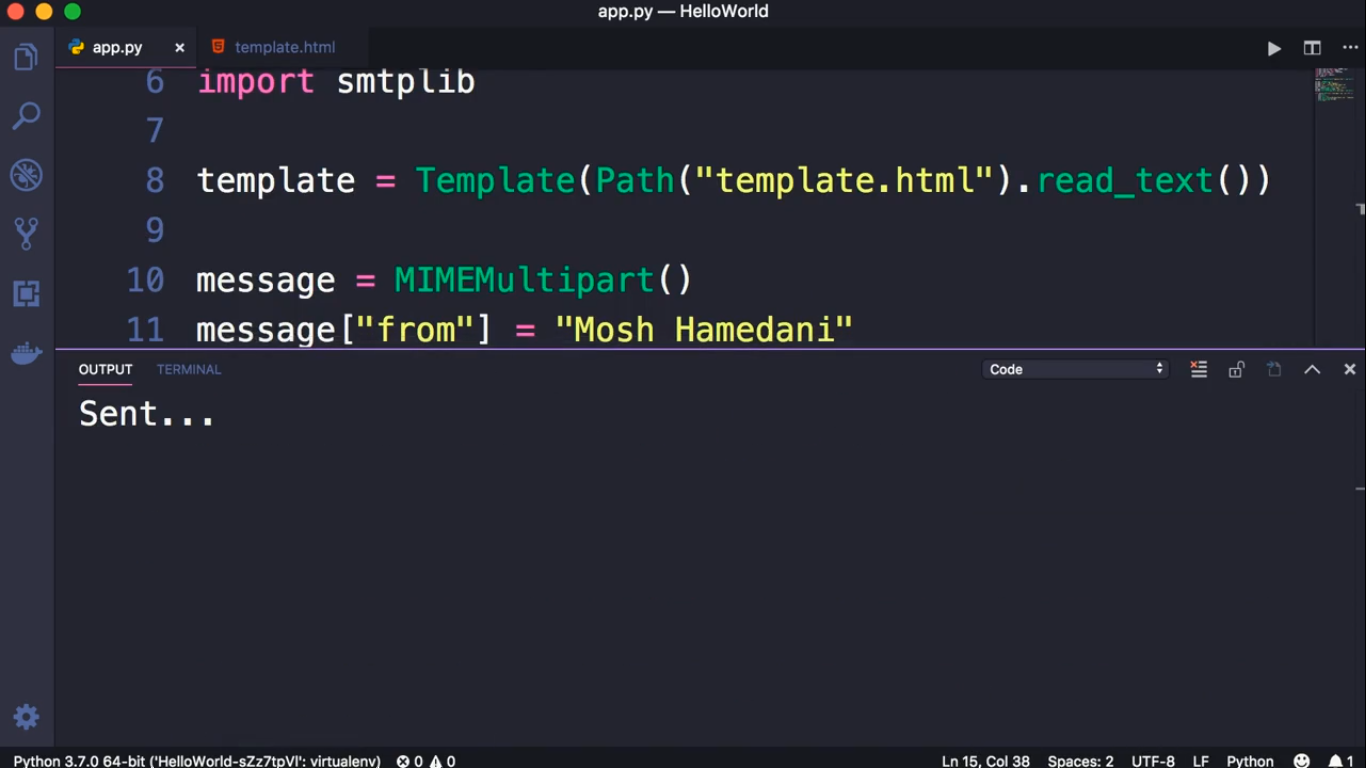 app.py — HelloWorld
app.py × template.html
6 import smtplib
7
8 template = Template(Path("template.html").read_text())
9
10 message = MIMEMultipart()
11 message["from"] = "Mosh Hamedani"
OUTPUT TERMINAL Code
Sent...
Python 3.7.0 64-bit ('HelloWorld-sZz7tpVl': virtualenv) 0 0 Ln 15, Col 38 Spaces: 2 UTF-8 LF Python 1